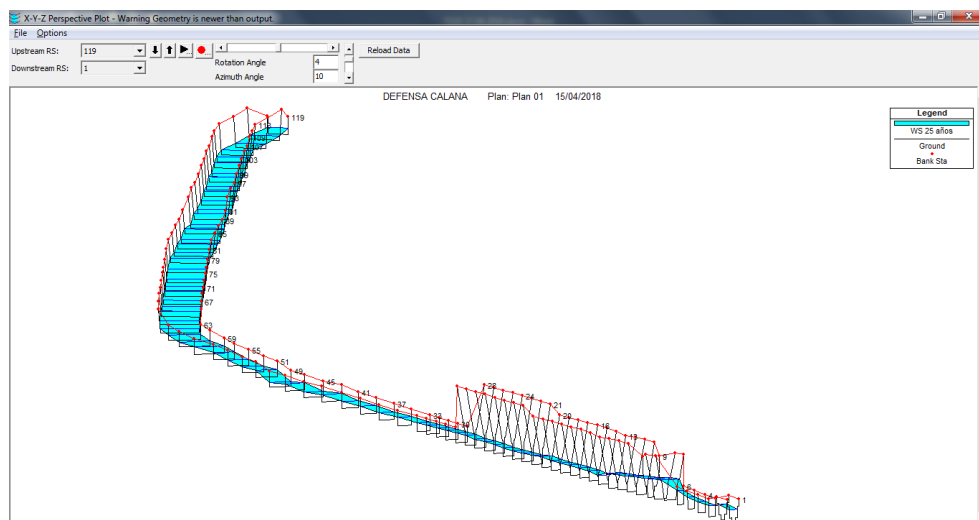 X-Y-Z Perspective Plot - Warning Geometry is newer than output.
File Options
Upstream RS: 119
Reload Data
Rotation Angle 4
Downstream RS: 1
Azimuth Angle 10
DEFENSA CALANA Plan: Plan 01 15/04/2018
Legend
WS 25 años
Ground
Bank Sta
119
103
79
75
71
67
63
59
55
51
49
45
41
37
33
28
24
21
20
16
13
9
6
4
1